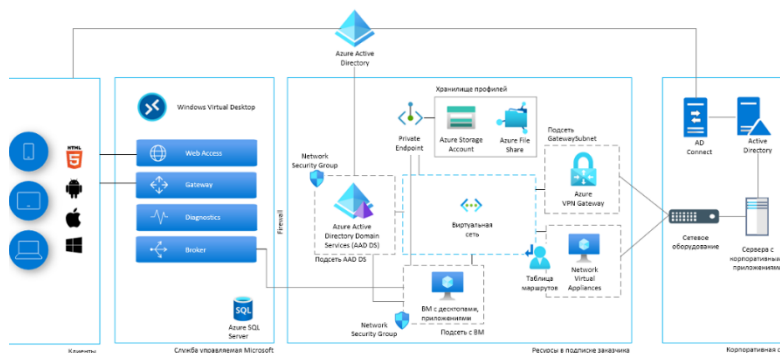 Azure Active
Directory
Windows Virtual Desktop
HTML
Web Access
Gateway
Diagnostics
Broker
SQL
Azure SQL
Server
Firewall
Network
Security Group
Azure Active
Directory Domain
Services (AAD DS)
Подсеть AAD DS
Хранилище профилей
Private
Endpoint
Azure Storage
Account
Azure File
Share
Виртуальная
сеть
Подсеть
GatewaySubnet
Azure
VPN Gateway
Таблица
маршрутов
Network
Virtual
Appliances
ВМ с десктопами,
приложениями
Network
Security Group
Подсеть с ВМ
AD
Connect
Active
Directory
Сетевое
оборудование
Сервера с
корпоративными
приложениями
Клиенты
Служба управляемая Microsoft
Ресурсы в подписке заказчика
Корпоративная